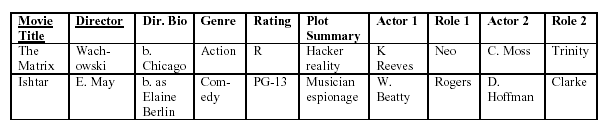 Movie Title | Director | Dir. Bio | Genre | Rating | Plot Summary | Actor 1 | Role 1 | Actor 2 | Role 2
The Matrix | Wach-owski | b. Chicago | Action | R | Hacker reality | K Reeves | Neo | C. Moss | Trinity
Ishtar | E. May | b. as Elaine Berlin | Com-edy | PG-13 | Musician espionage | W. Beatty | Rogers | D. Hoffman | Clarke